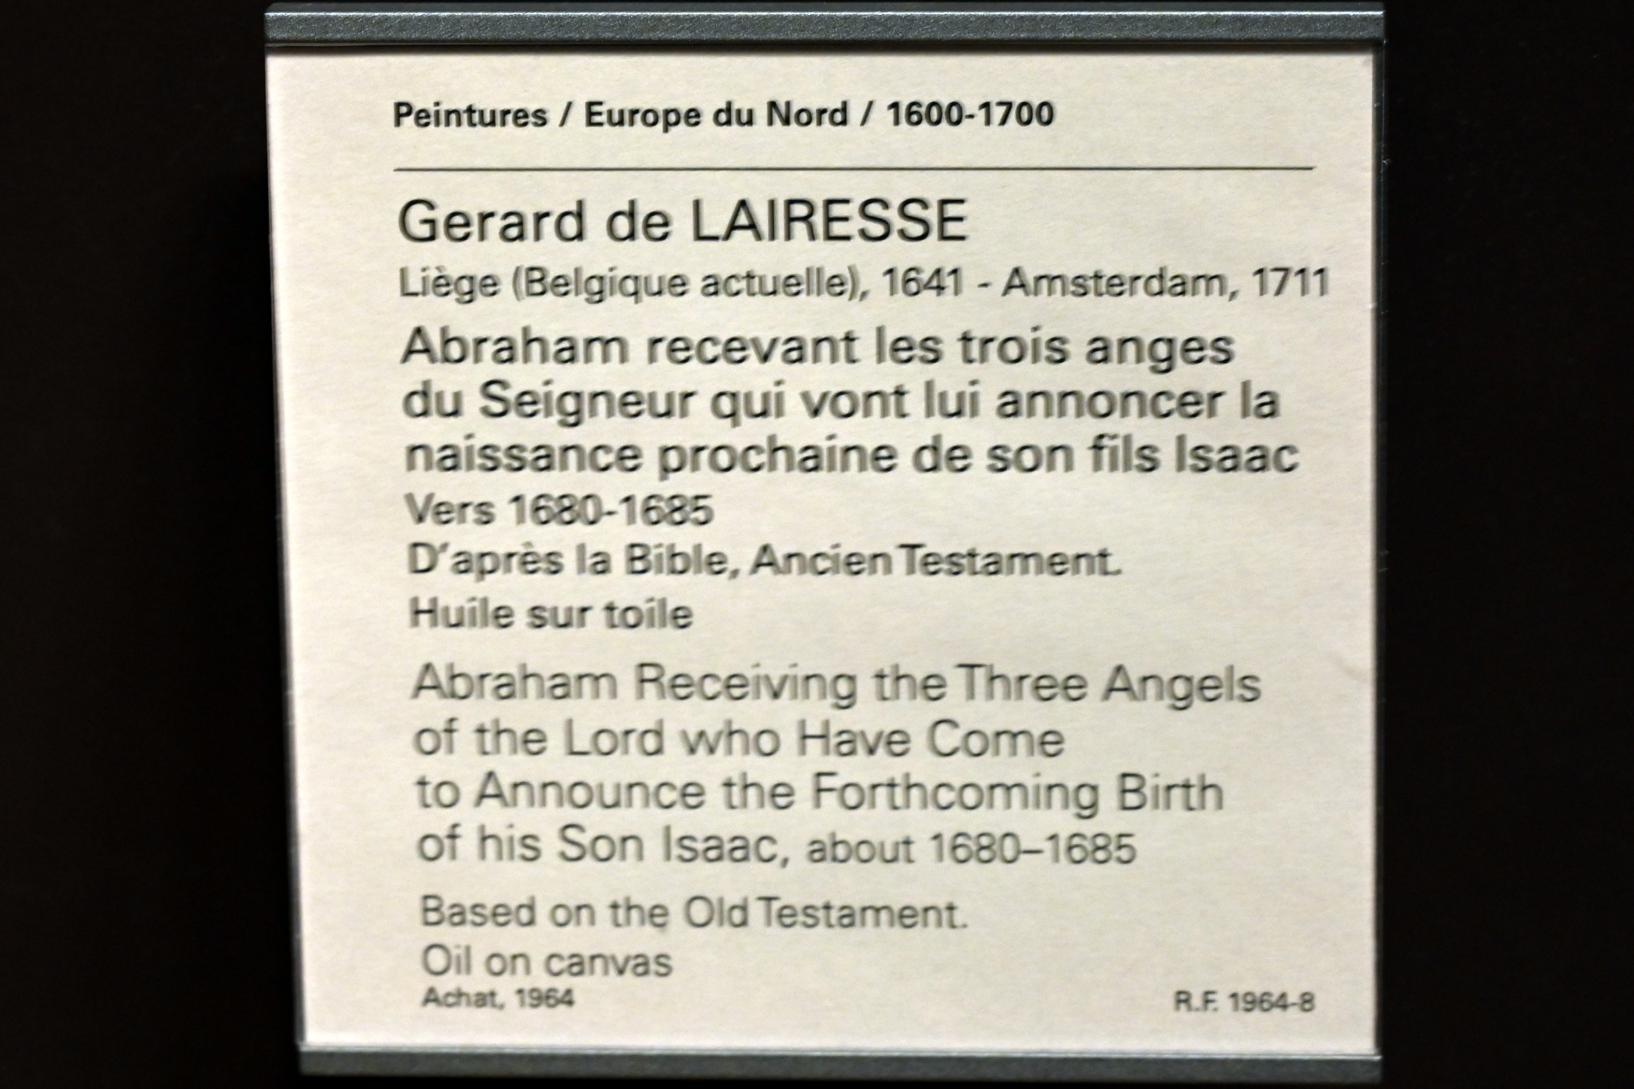 Peintures / Europe du Nord / 1600-1700
Gerard de LAIRESSE
Liège (Belgique actuelle), 1641 - Amsterdam, 1711
Abraham recevant les trois anges
du Seigneur qui vont lui annoncer la
naissance prochaine de son fils Isaac
Vers 1680-1685
D'après la Bible, Ancien Testament.
Huile sur toile
Abraham Receiving the Three Angels
of the Lord who Have Come
to Announce the Forthcoming Birth
of his Son Isaac, about 1680–1685
Based on the Old Testament.
Oil on canvas
Achat, 1964
R.F. 1964-8